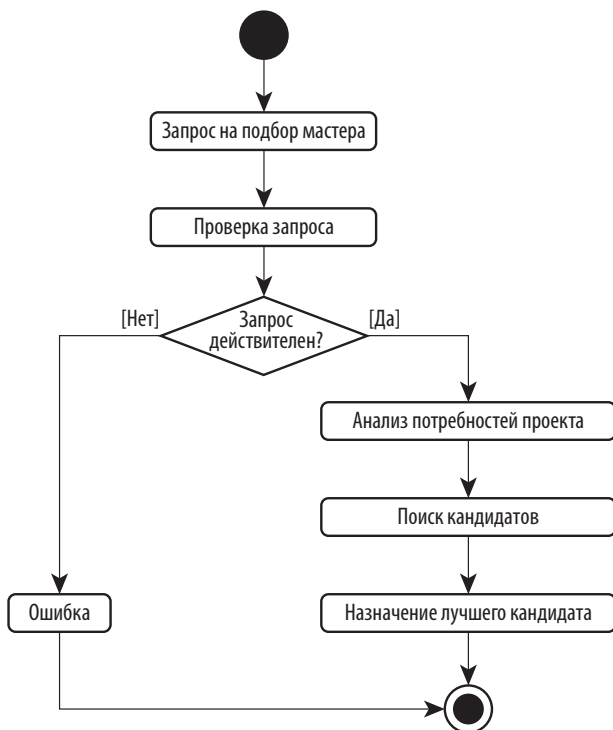 Запрос на подбор мастера
Проверка запроса
[Нет]
Запрос
действителен?
[Да]
Анализ потребностей проекта
Поиск кандидатов
Ошибка
Назначение лучшего кандидата